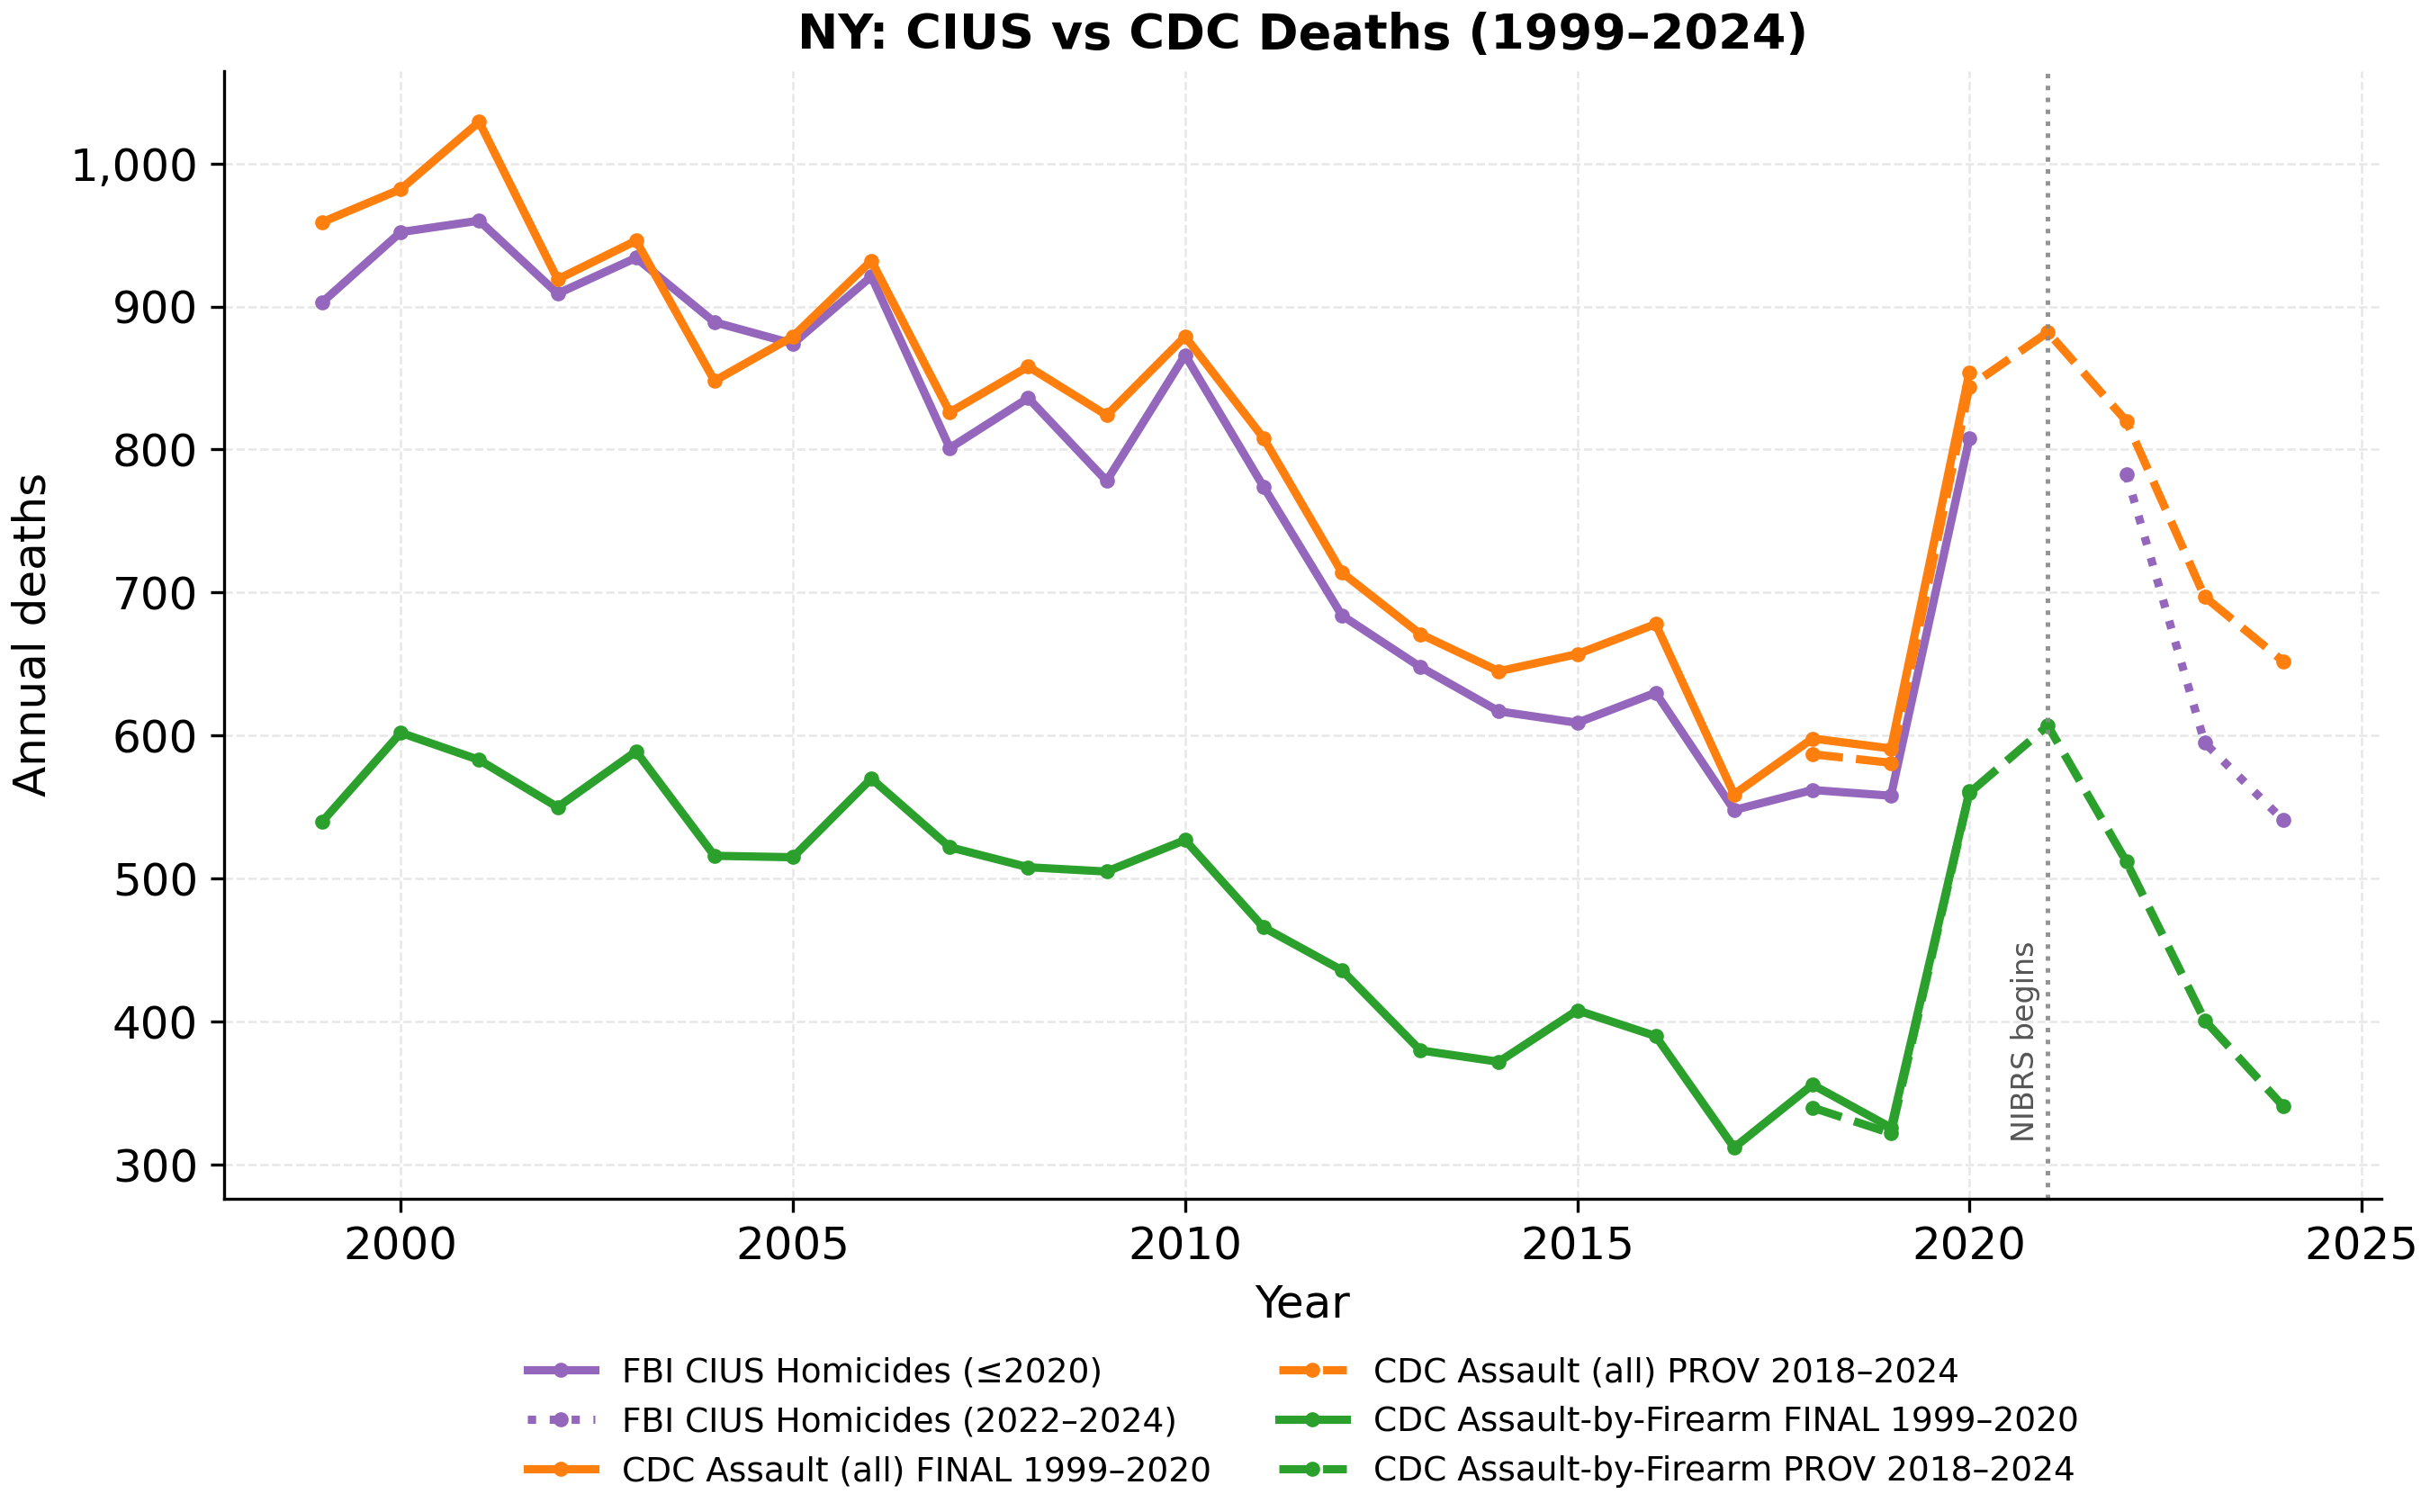 NY: CIUS vs CDC Deaths (1999–2024)
Annual deaths
1,000
900
800
700
600
500
400
300
NIBRS begins
2000 2005 2010 2015 2020 2025
Year
FBI CIUS Homicides (≤2020)
FBI CIUS Homicides (2022–2024)
CDC Assault (all) FINAL 1999–2020
CDC Assault (all) PROV 2018–2024
CDC Assault-by-Firearm FINAL 1999–2020
CDC Assault-by-Firearm PROV 2018–2024